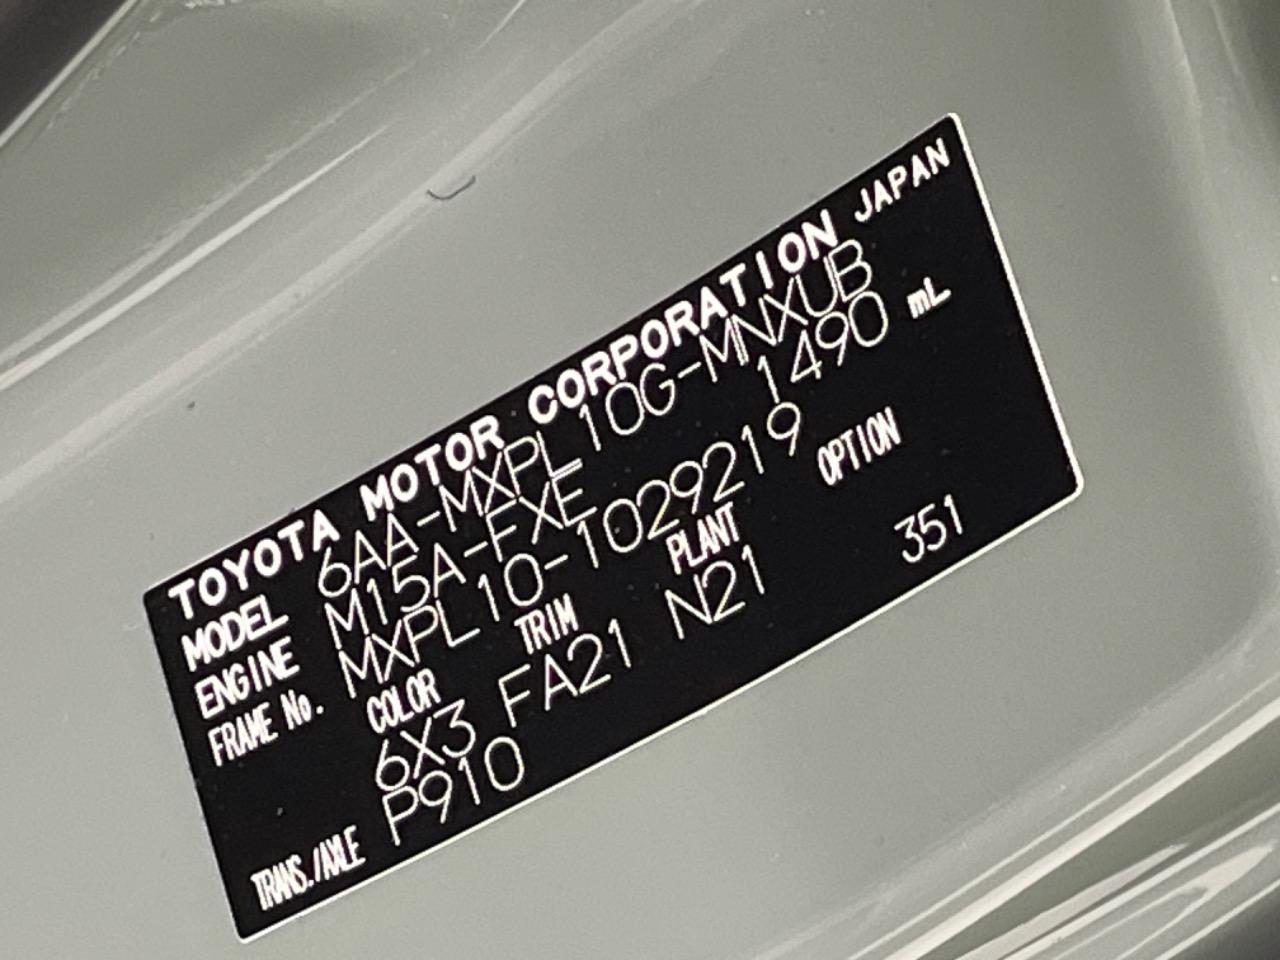 TOYOTA MOTOR CORPORATION JAPAN
MODEL 6AA-MXPL10G-MNXUB
ENGINE M15A-FXE 1490 mL
FRAME No. MXPL10-1029219
COLOR TRIM PLANT OPTION
6X3 FA21 N21 351
TRANS./AXLE P910